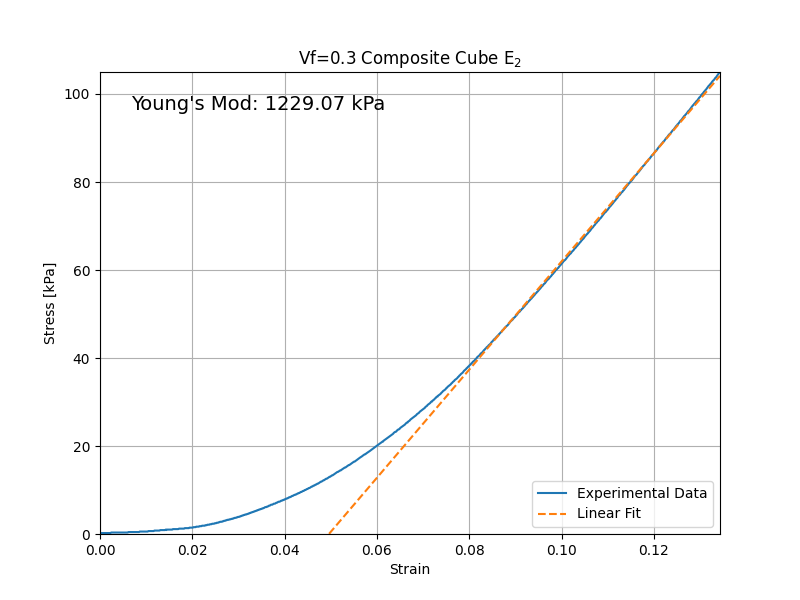 Vf=0.3 Composite Cube E₂
Young's Mod: 1229.07 kPa
Stress [kPa]
100
80
60
40
20
0
0.00 0.02 0.04 0.06 0.08 0.10 0.12
Strain
Experimental Data
Linear Fit